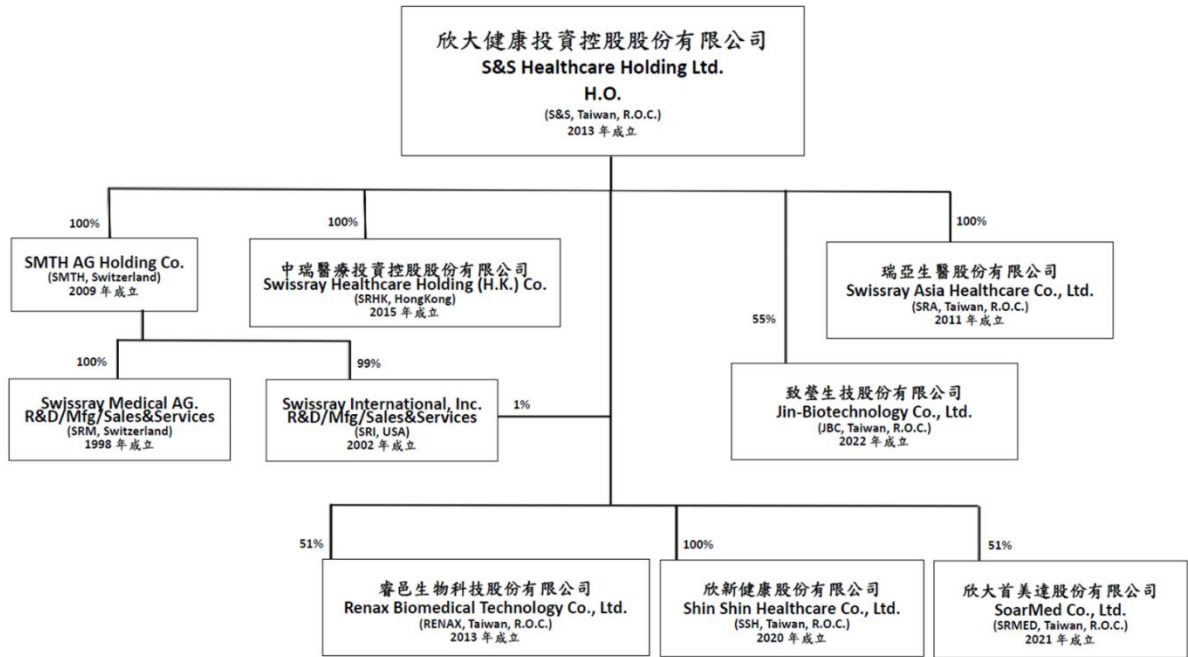 欣大健康投資控股股份有限公司
S&S Healthcare Holding Ltd.
H.O.
(S&S, Taiwan, R.O.C.)
2013 年成立
100%
SMTH AG Holding Co.
(SMTH, Switzerland)
2009 年成立
100%
中瑞醫療投資控股股份有限公司
Swissray Healthcare Holding (H.K.) Co.
(SRHK, HongKong)
2015 年成立
100%
瑞亞生醫股份有限公司
Swissray Asia Healthcare Co., Ltd.
(SRA, Taiwan, R.O.C.)
2011 年成立
55%
致瑩生技股份有限公司
Jin-Biotechnology Co., Ltd.
(JBC, Taiwan, R.O.C.)
2022 年成立
100%
Swissray Medical AG.
R&D/Mfg/Sales&Services
(SRM, Switzerland)
1998 年成立
99%
Swissray International, Inc.
R&D/Mfg/Sales&Services
(SRI, USA)
2002 年成立
1%
51%
睿邑生物科技股份有限公司
Renax Biomedical Technology Co., Ltd.
(RENAX, Taiwan, R.O.C.)
2013 年成立
100%
欣新健康股份有限公司
Shin Shin Healthcare Co., Ltd.
(SSH, Taiwan, R.O.C.)
2020 年成立
51%
欣大首美達股份有限公司
SoarMed Co., Ltd.
(SRMED, Taiwan, R.O.C.)
2021 年成立